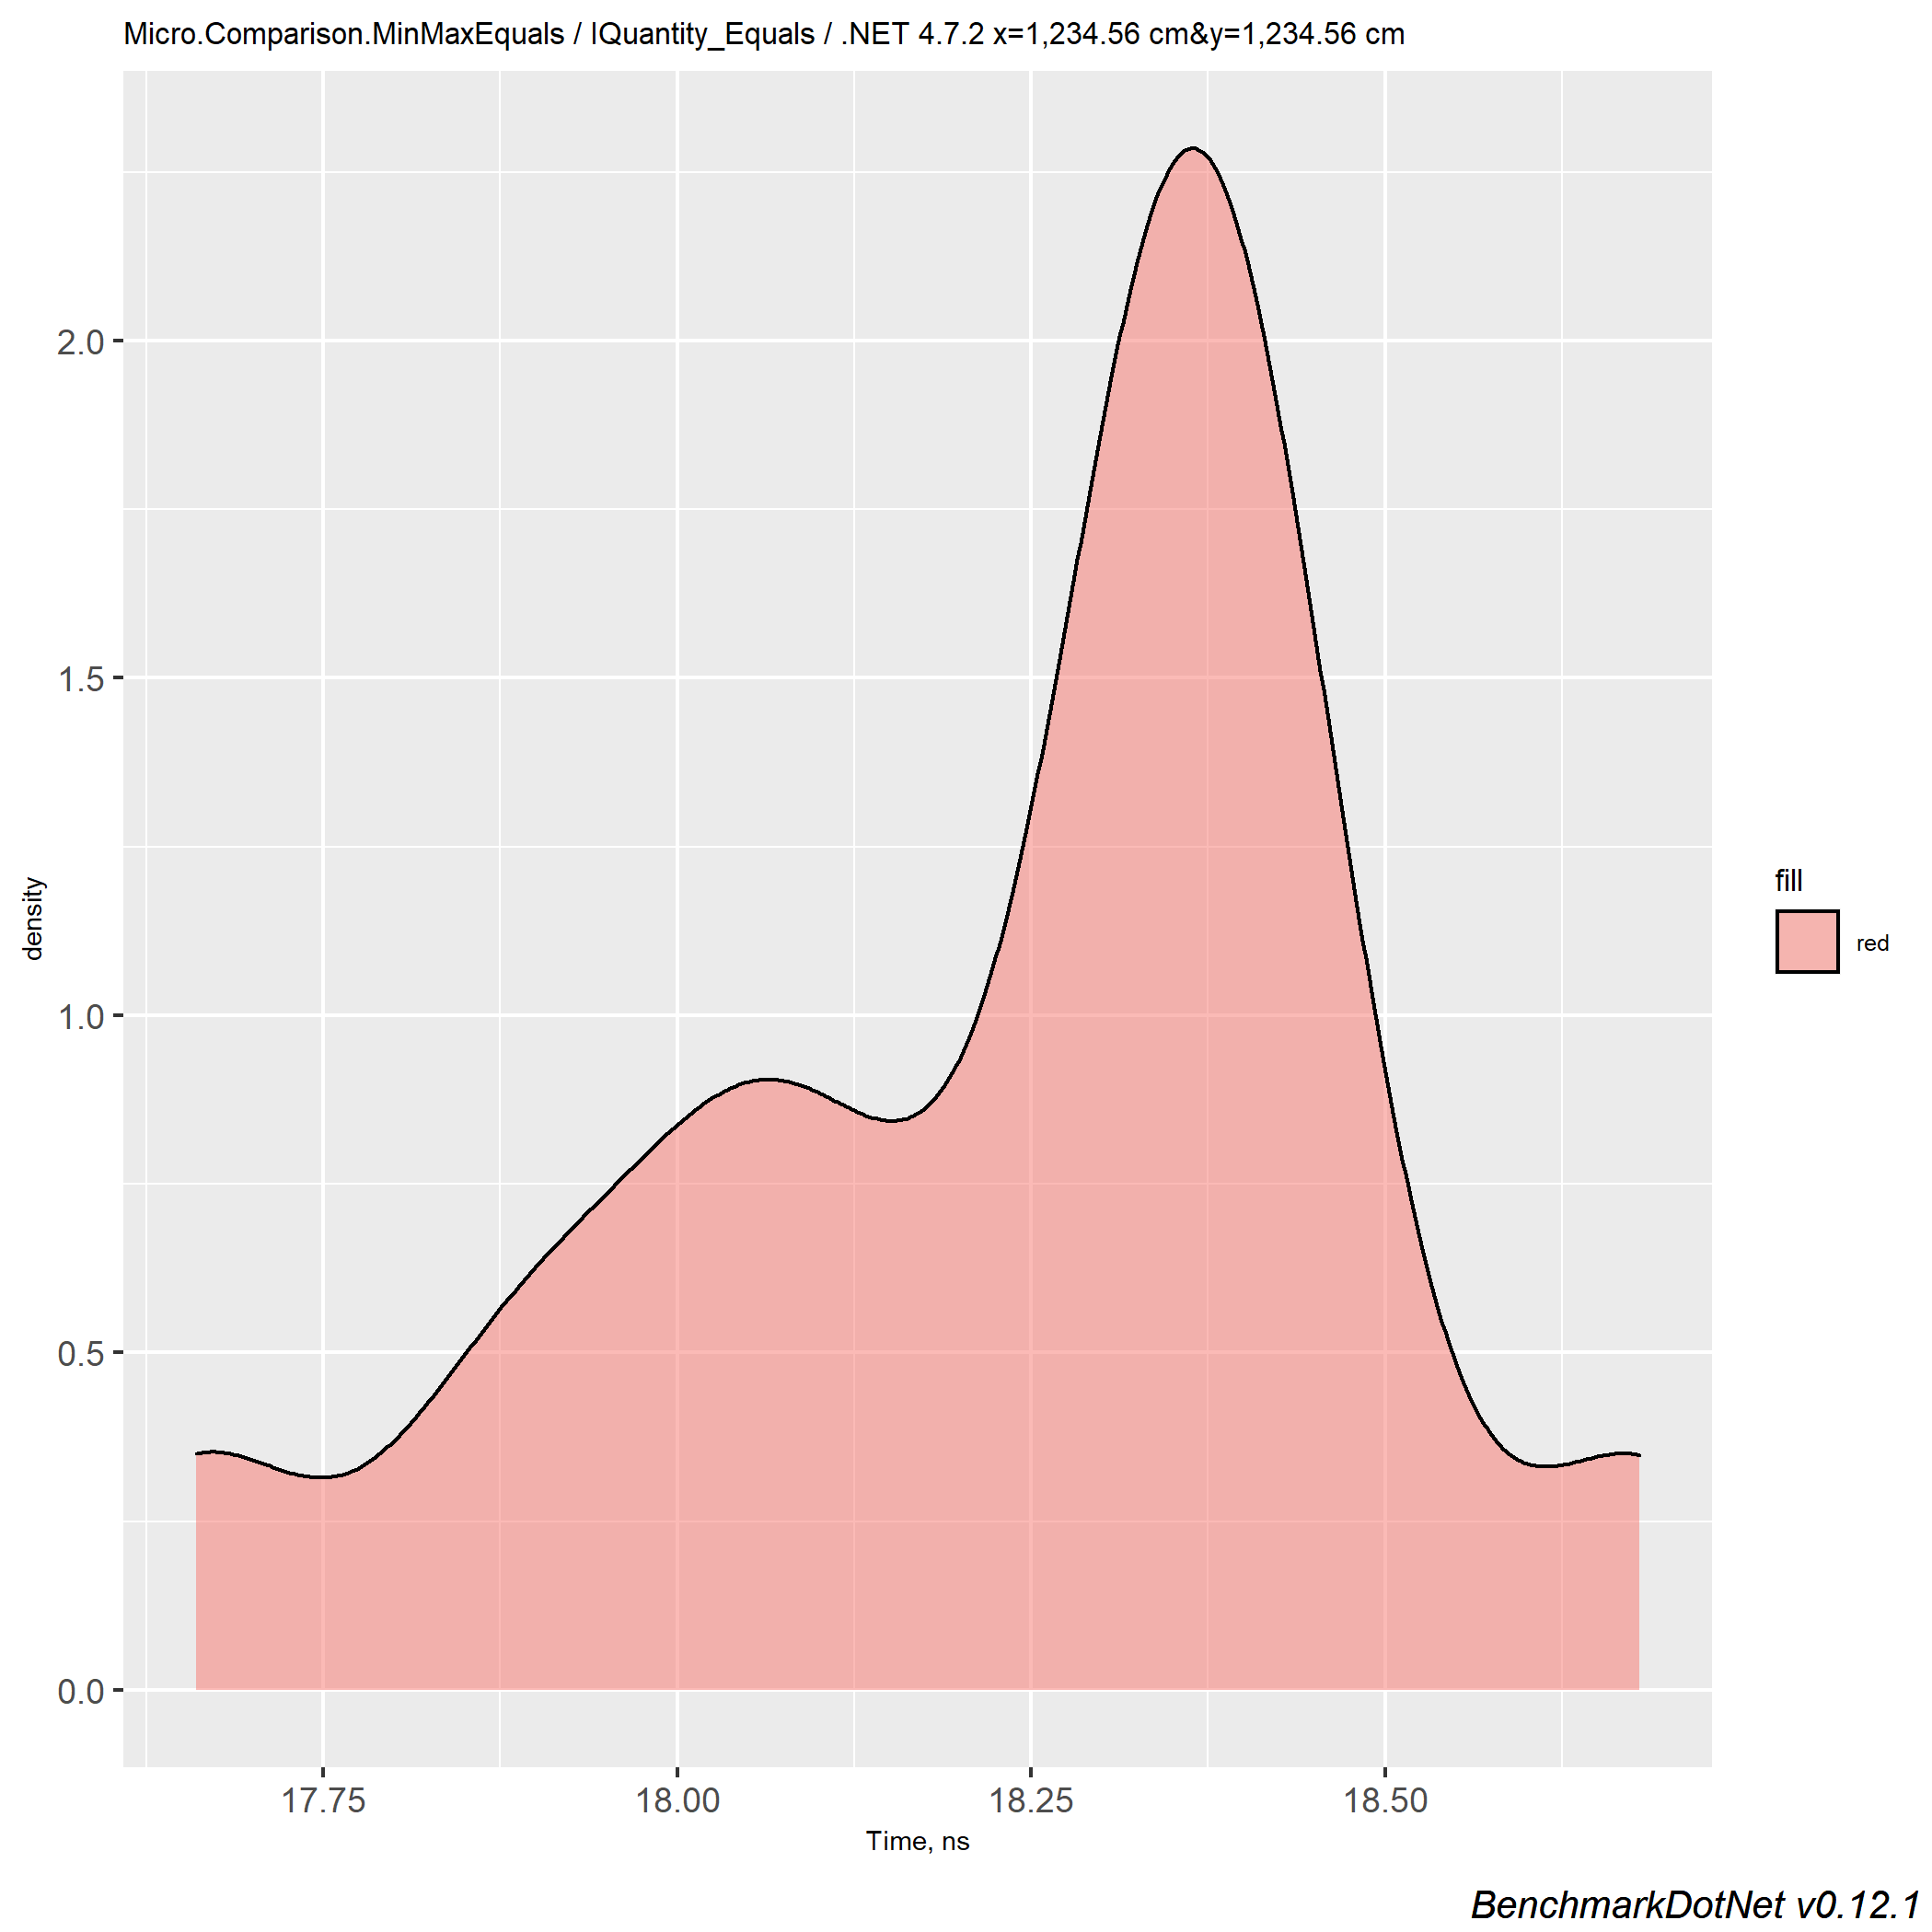 Micro.Comparison.MinMaxEquals / IQuantity_Equals / .NET 4.7.2 x=1,234.56 cm&y=1,234.56 cm
2.0
1.5
1.0
0.5
0.0
density
17.75 18.00 18.25 18.50
Time, ns
fill
red
BenchmarkDotNet v0.12.1